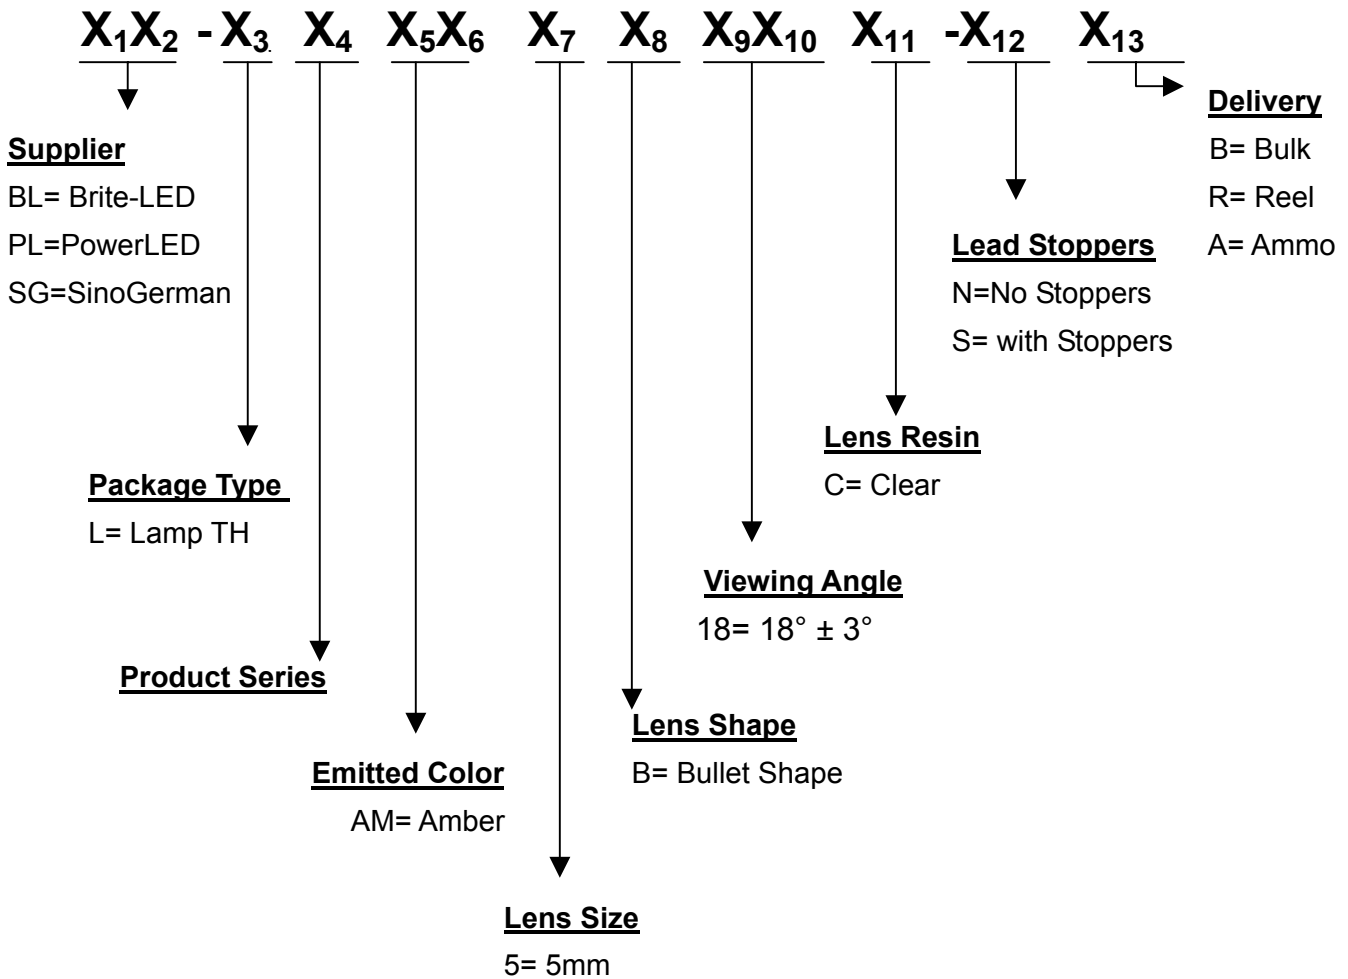 X₁X₂ - X₃ X₄ X₅X₆ X₇ X₈ X₉X₁₀ X₁₁ -X₁₂ X₁₃
Supplier
BL= Brite-LED
PL=PowerLED
SG=SinoGerman
Package Type
L= Lamp TH
Product Series
Emitted Color
AM= Amber
Lens Size
5= 5mm
Lens Shape
B= Bullet Shape
Viewing Angle
18= 18° ± 3°
Lens Resin
C= Clear
Lead Stoppers
N=No Stoppers
S= with Stoppers
Delivery
B= Bulk
R= Reel
A= Ammo